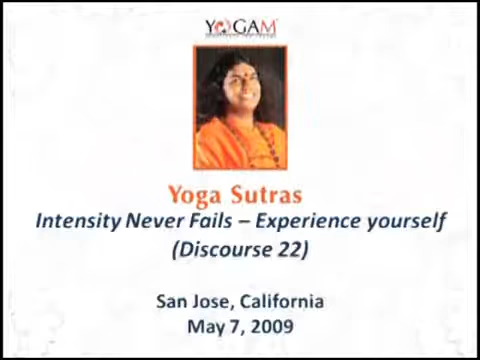 YOGAM
Yoga Sutras
Intensity Never Fails – Experience yourself
(Discourse 22)
San Jose, California
May 7, 2009